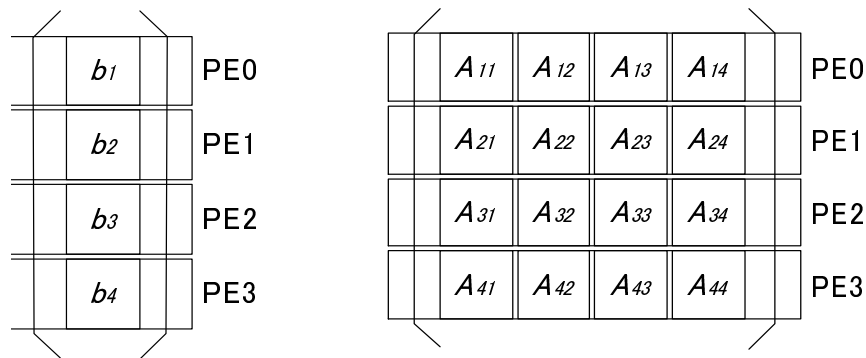 b1 PE0 A11 A12 A13 A14 PE0
b2 PE1 A21 A22 A23 A24 PE1
b3 PE2 A31 A32 A33 A34 PE2
b4 PE3 A41 A42 A43 A44 PE3